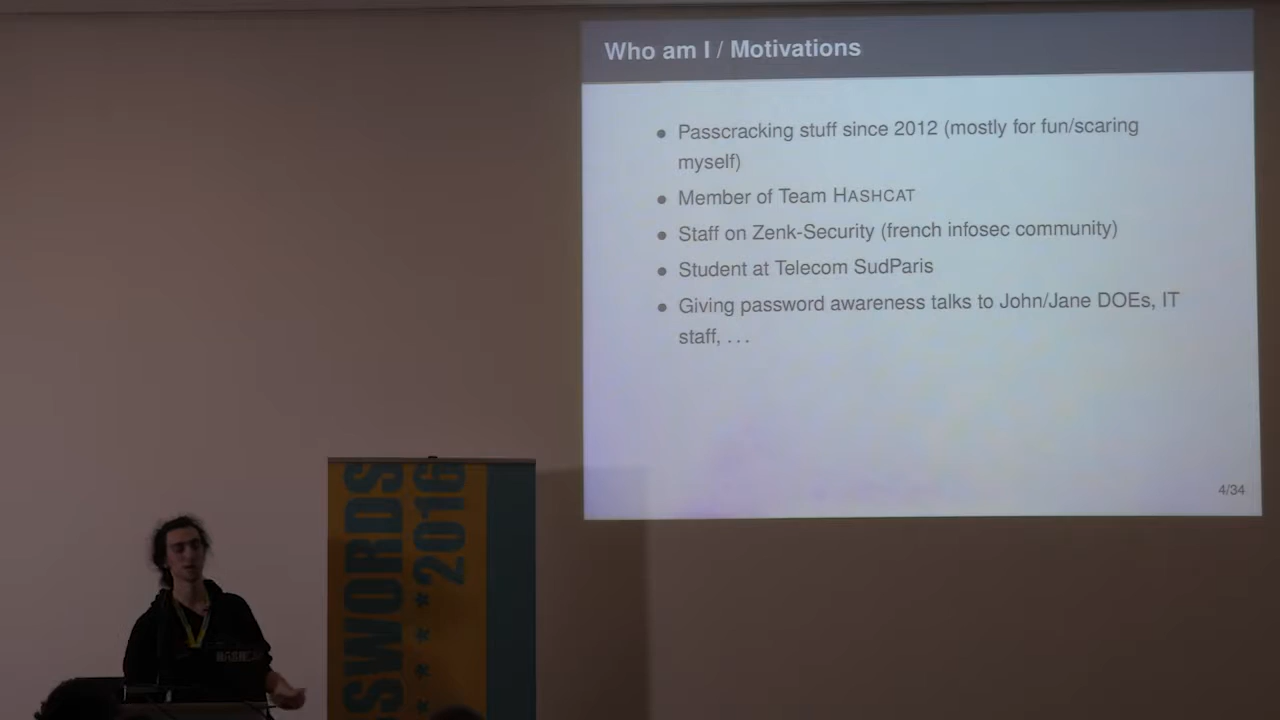 Who am I / Motivations
● Passcracking stuff since 2012 (mostly for fun/scaring
myself)
● Member of Team HASHCAT
● Staff on Zenk-Security (french infosec community)
● Student at Telecom SudParis
● Giving password awareness talks to John/Jane DOEs, IT
staff, . . .
4/34
SWORDS
****2016